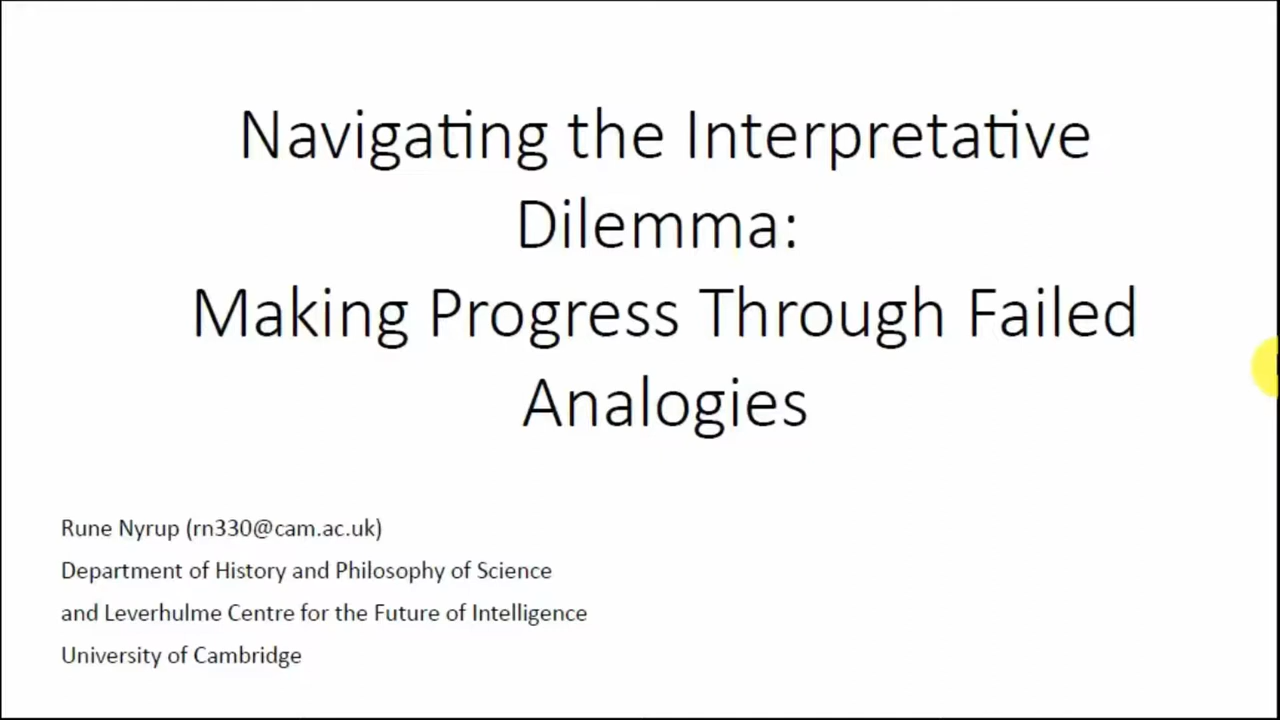 Navigating the Interpretative
Dilemma:
Making Progress Through Failed
Analogies
Rune Nyrup (rn330@cam.ac.uk)
Department of History and Philosophy of Science
and Leverhulme Centre for the Future of Intelligence
University of Cambridge